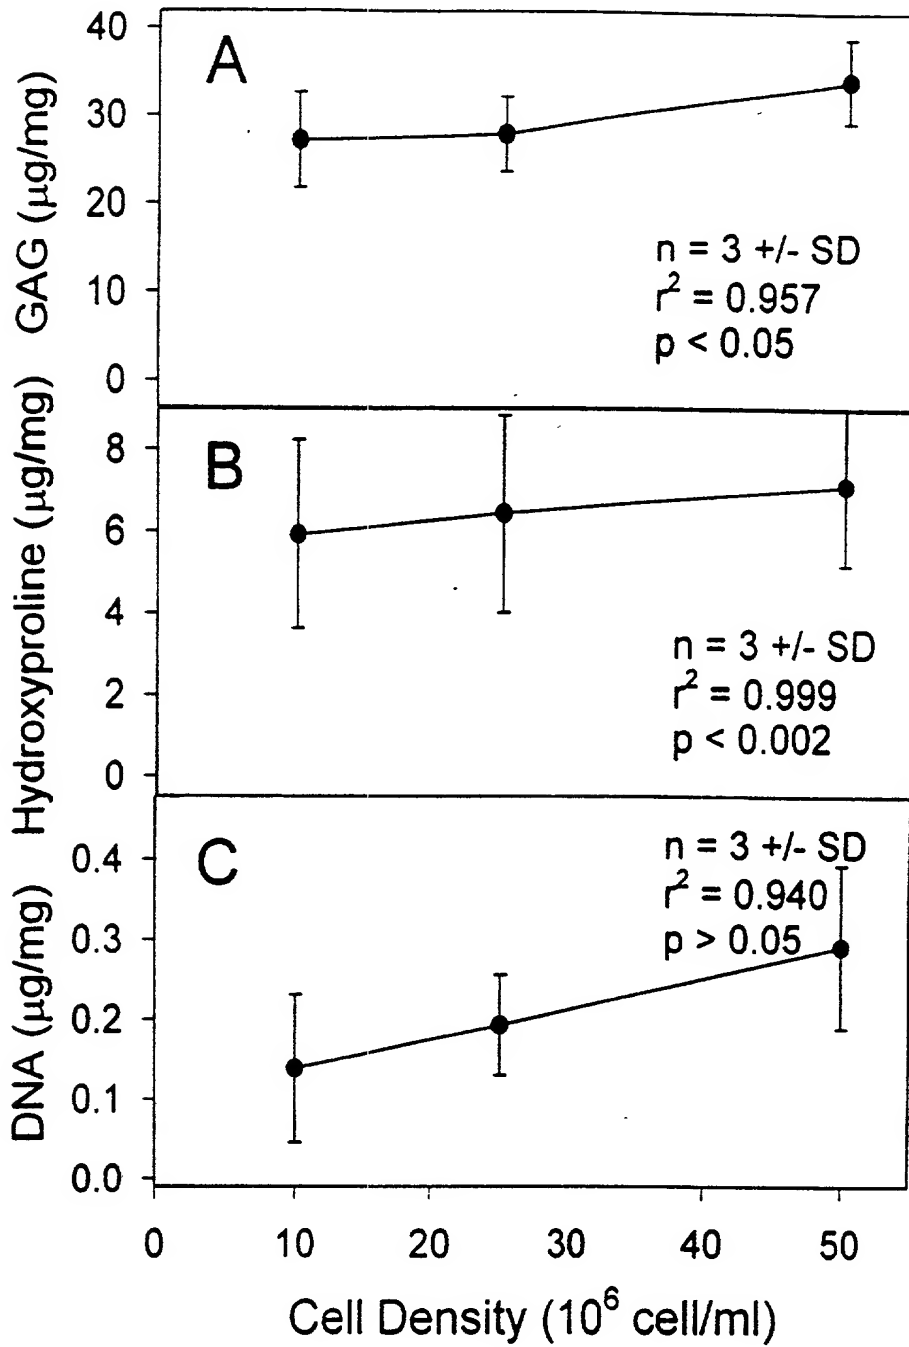 A
GAG (μg/mg)
40
30
20
10
0
n = 3 +/- SD
r² = 0.957
p < 0.05
B
Hydroxyproline (μg/mg)
8
6
4
2
0
n = 3 +/- SD
r² = 0.999
p < 0.002
C
DNA (μg/mg)
0.4
0.3
0.2
0.1
0.0
n = 3 +/- SD
r² = 0.940
p > 0.05
0 10 20 30 40 50
Cell Density (10⁶ cell/ml)